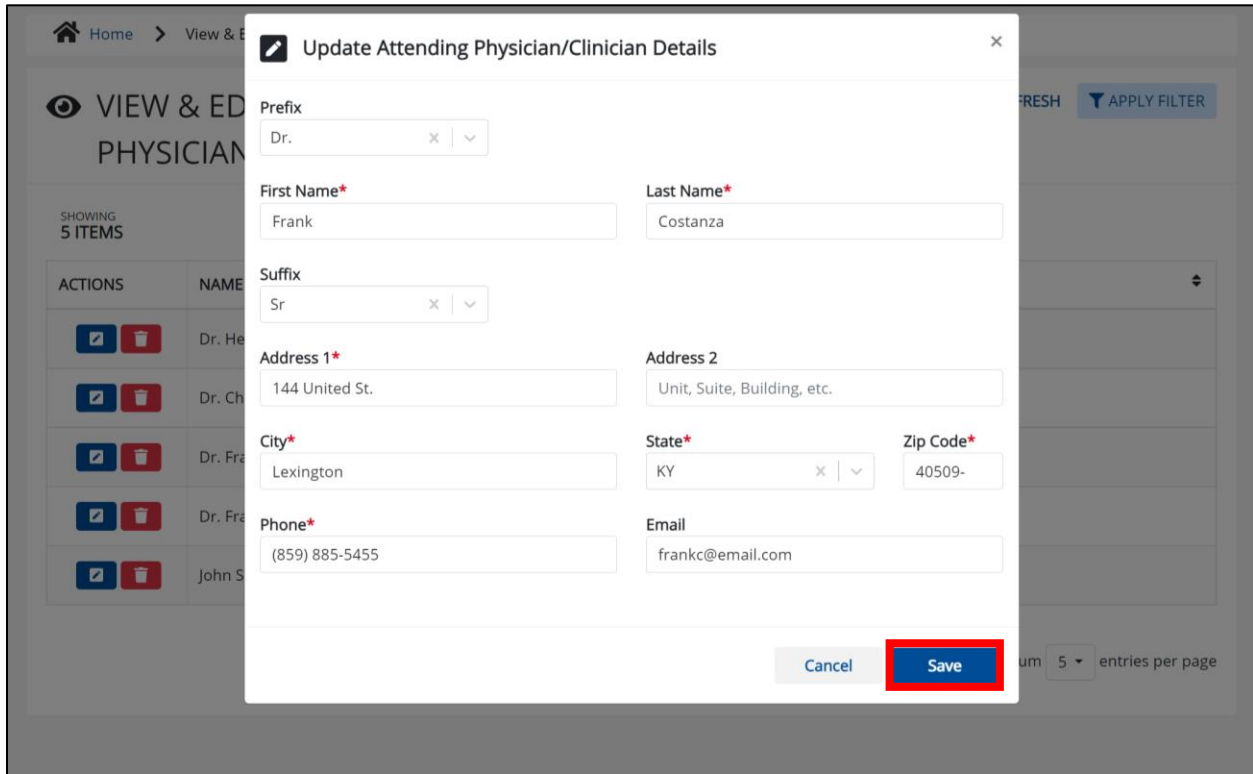 Home > View & E
Update Attending Physician/Clinician Details ×
VIEW & ED
PHYSICIAN
FRESH APPLY FILTER
Prefix
Dr.
First Name* Last Name*
Frank Costanza
SHOWING
5 ITEMS
Suffix
Sr
ACTIONS NAME
Dr. He
Address 1* Address 2
144 United St. Unit, Suite, Building, etc.
Dr. Ch
City* State* Zip Code*
Lexington KY 40509-
Dr. Fra
Dr. Fra
Phone* Email
(859) 885-5455 frankc@email.com
John S
Cancel Save
um 5 entries per page